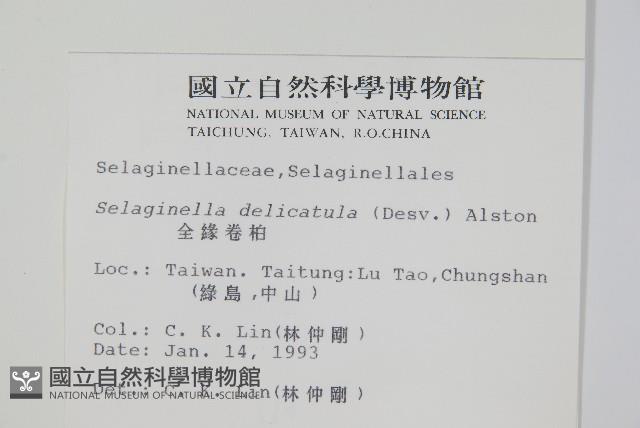 國立自然科學博物館
NATIONAL MUSEUM OF NATURAL SCIENCE
TAICHUNG, TAIWAN, R.O.CHINA
Selaginellaceae,Selaginellales
Selaginella delicatula (Desv.) Alston
全緣卷柏
Loc.: Taiwan. Taitung:Lu Tao,Chungshan
(綠島,中山)
Col.: C. K. Lin(林仲剛)
Date: Jan. 14, 1993
Det.: C. K. Lin(林仲剛)
國立自然科學博物館
NATIONAL MUSEUM OF NATURAL SCIENCE